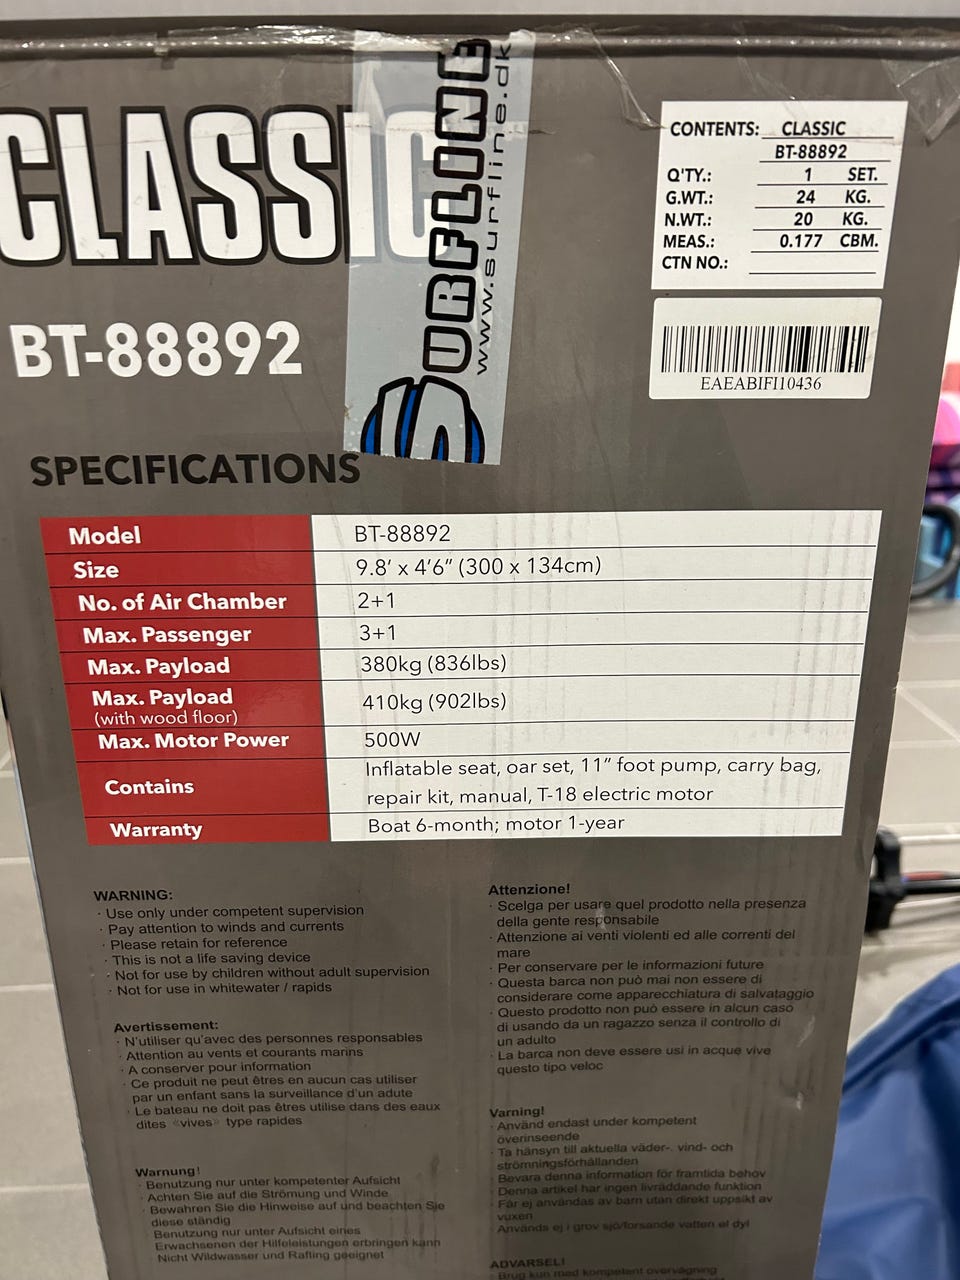 CLASSIC
BT-88892
SURFLINE
www.surfline.dk
CONTENTS: CLASSIC
BT-88892
Q'TY.: 1 SET.
G.WT.: 24 KG.
N.WT.: 20 KG.
MEAS.: 0.177 CBM.
CTN NO.:
EAEABIFI10436
SPECIFICATIONS
Model BT-88892
Size 9.8' x 4'6" (300 x 134cm)
No. of Air Chamber 2+1
Max. Passenger 3+1
Max. Payload 380kg (836lbs)
Max. Payload
(with wood floor) 410kg (902lbs)
Max. Motor Power 500W
Contains Inflatable seat, oar set, 11" foot pump, carry bag,
repair kit, manual, T-18 electric motor
Warranty Boat 6-month; motor 1-year
WARNING:
· Use only under competent supervision
· Pay attention to winds and currents
· Please retain for reference
· This is not a life saving device
· Not for use by children without adult supervision
· Not for use in whitewater / rapids
Avertissement:
· N'utiliser qu'avec des personnes responsables
· Attention au vents et courants marins
· A conserver pour information
· Ce produit ne peut êtres en aucun cas utiliser
par un enfant sans la surveillance d'un adute
· Le bateau ne doit pas êtres utilise dans des eaux
dites «vives» type rapides
Warnung!
· Benutzung nur unter kompetenter Aufsicht
· Achten Sie auf die Strömung und Winde
· Bewahren Sie die Hinweise auf und beachten Sie
diese ständig
· Benutzung nur unter Aufsicht eines
Erwachsenen der Hilfeleistungen erbringen kann
· Nicht Wildwasser und Rafting geeignet
Attenzione!
· Scelga per usare quel prodotto nella presenza
della gente responsabile
· Attenzione ai venti violenti ed alle correnti del
mare
· Per conservare per le informazioni future
· Questa barca non può mai non essere di
considerare come apparecchiatura di salvataggio
· Questo prodotto non può essere in alcun caso
di usando da un ragazzo senza il controllo di
un adulto
· La barca non deve essere usi in acque vive
questo tipo veloc
Varning!
· Använd endast under kompetent
överinseende
· Ta hänsyn till aktuella väder-, vind- och
strömningsförhållanden
· Bevara denna information för framtida behov
· Denna artikel har ingen livräddande funktion
· Får ej användas av barn utan direkt uppsikt av
vuxen
· Används ej i grov sjö/forsande vatten el dyl
ADVARSEL!
· Brug kun med kompetent overvågning